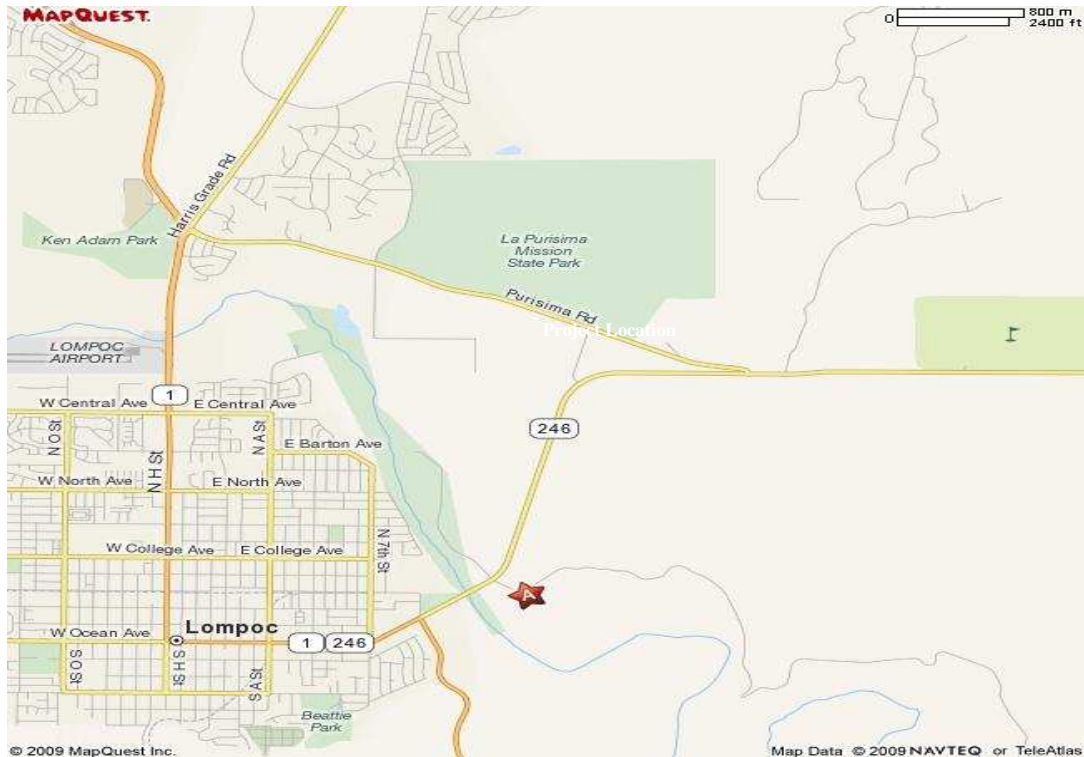 MAPQUEST.
0
800 m
2400 ft
Harris Grade Rd
Ken Adam Park
La Purisima
Mission
State Park
Purisima Rd
Project Location
LOMPOC
AIRPORT
1
W Central Ave
E Central Ave
246
N O St
N H St
N A St
E Barton Ave
W North Ave
E North Ave
N 7th St
W College Ave
E College Ave
A
W Ocean Ave
Lompoc
1
246
S O St
S H St
S A St
Beattie
Park
© 2009 MapQuest Inc.
Map Data © 2009 NAVTEQ or TeleAtlas